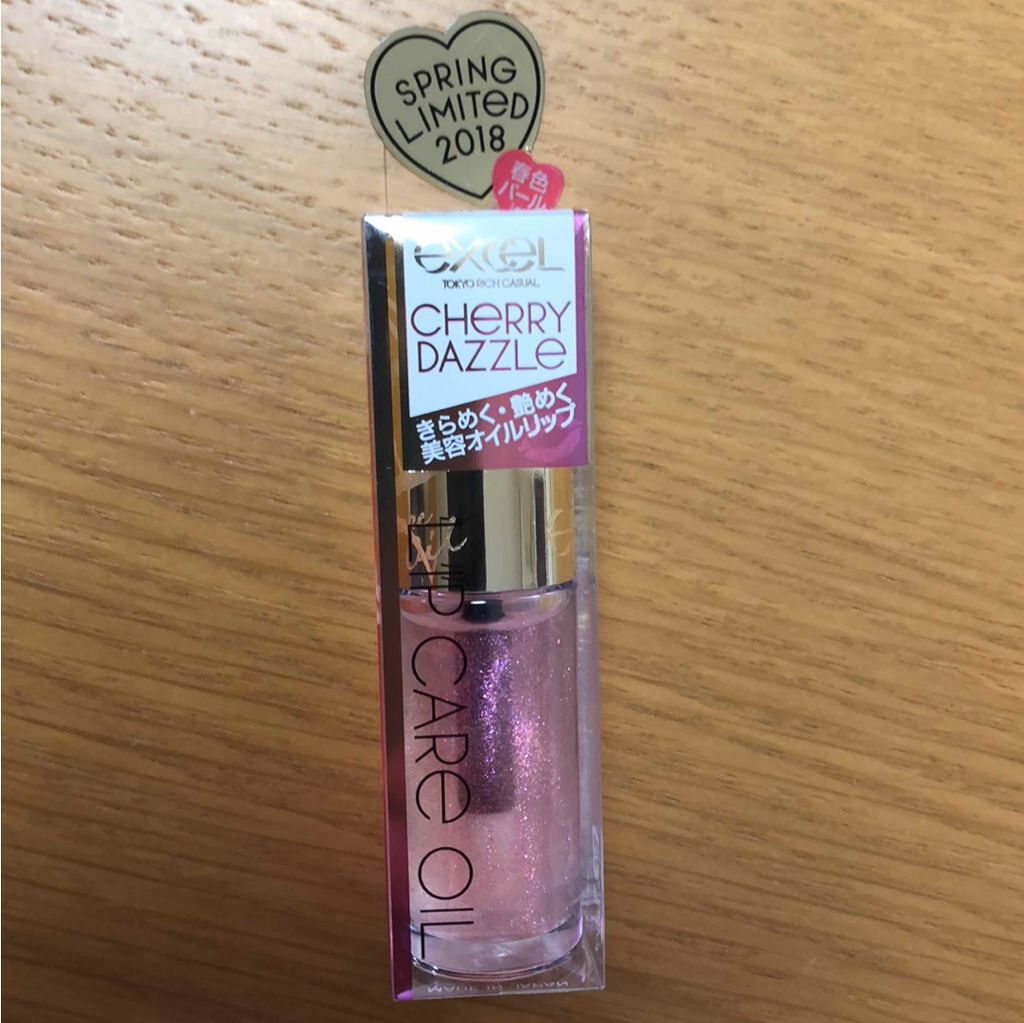 SPRING
LIMITED
2018
春色
パール
excel
TOKYO RICH CASUAL
CHERRY
DAZZLE
きらめく・艶めく
美容オイルリップ
LIP CARE OIL
MADE IN JAPAN